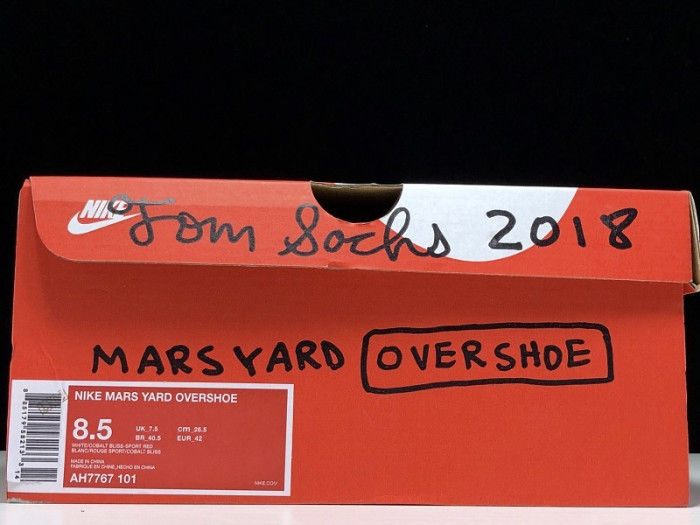 NIKE
Tom Sachs 2018
MARS YARD OVERSHOE
NIKE MARS YARD OVERSHOE
8.5
UK 7.5
cm 26.5
BR 40.5
EUR 42
WHITE/COBALT BLISS-SPORT RED
BLANC/ROUGE SPORT/COBALT BLISS
MADE IN CHINA
FABRIQUE EN CHINE, HECHO EN CHINA
AH7767 101
NIKE.COM